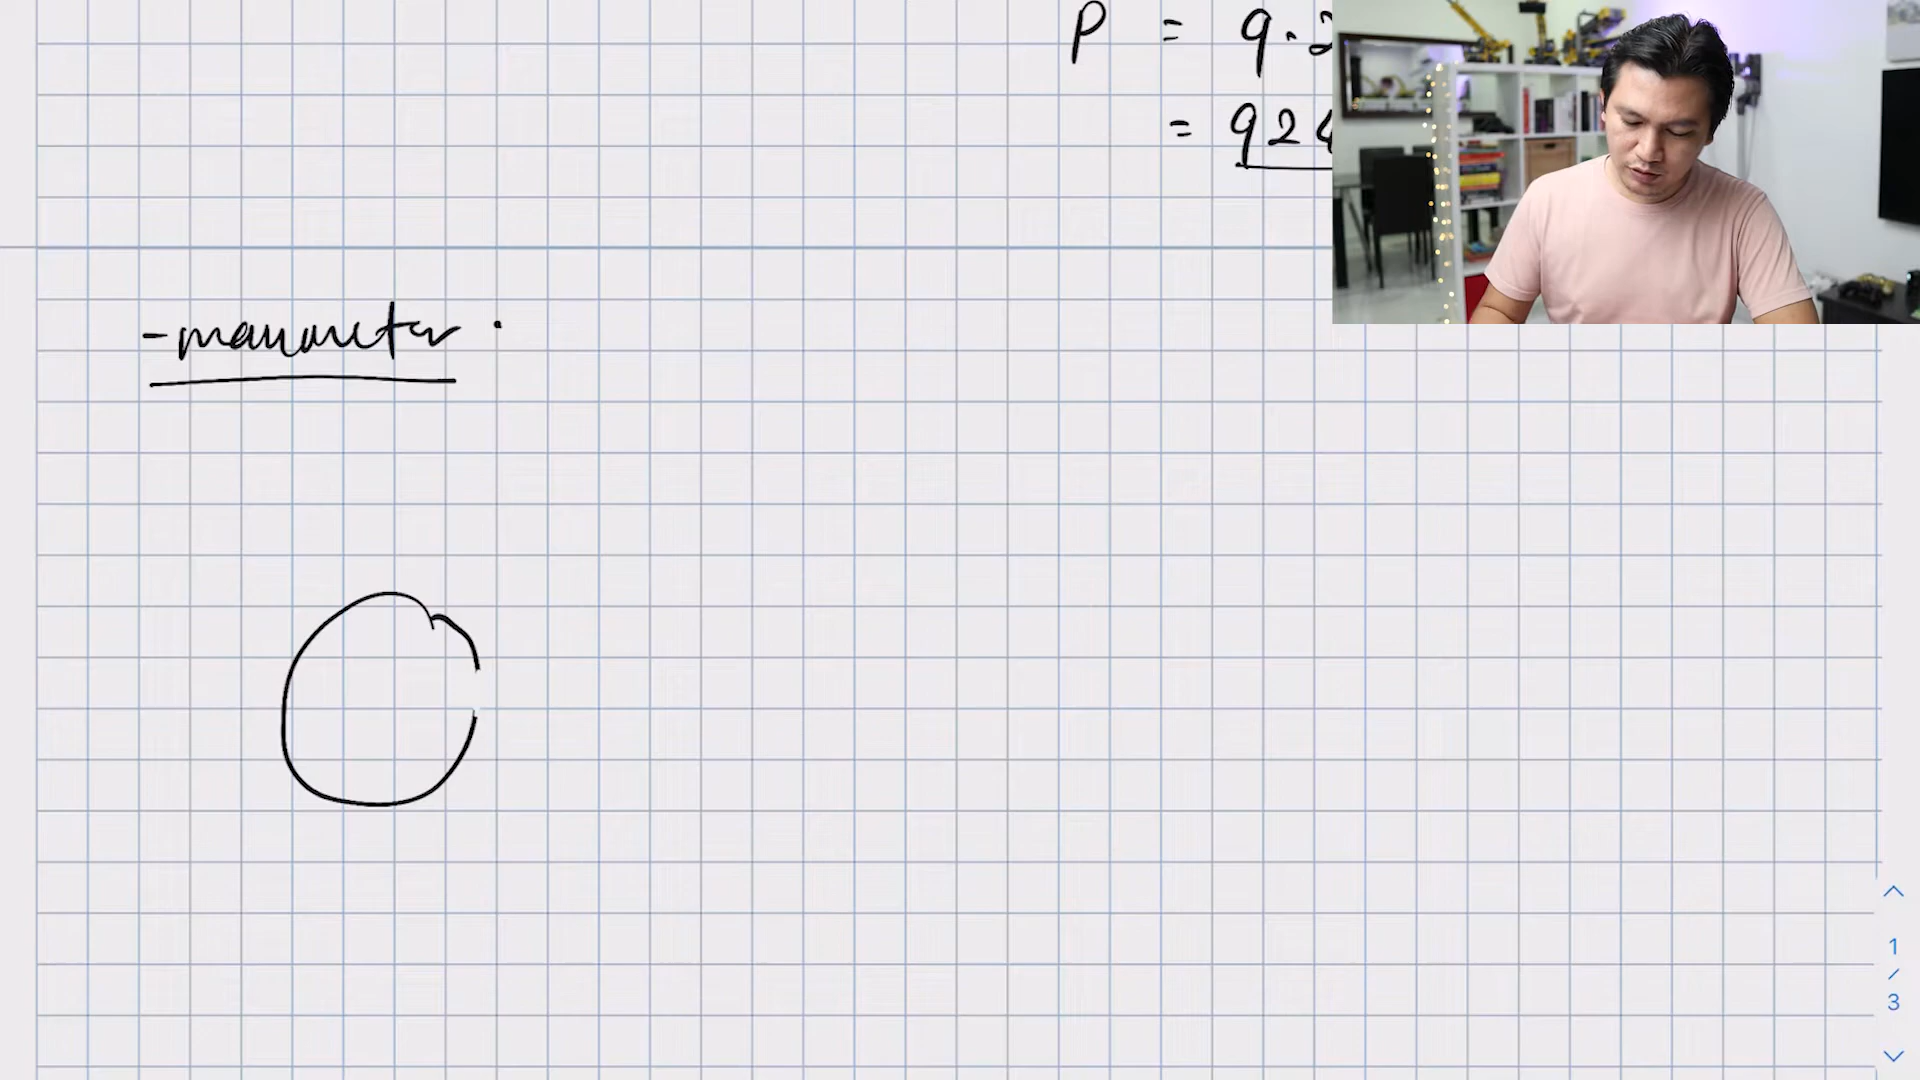 P = 9.2
= 924
- manometer .
1
/
3